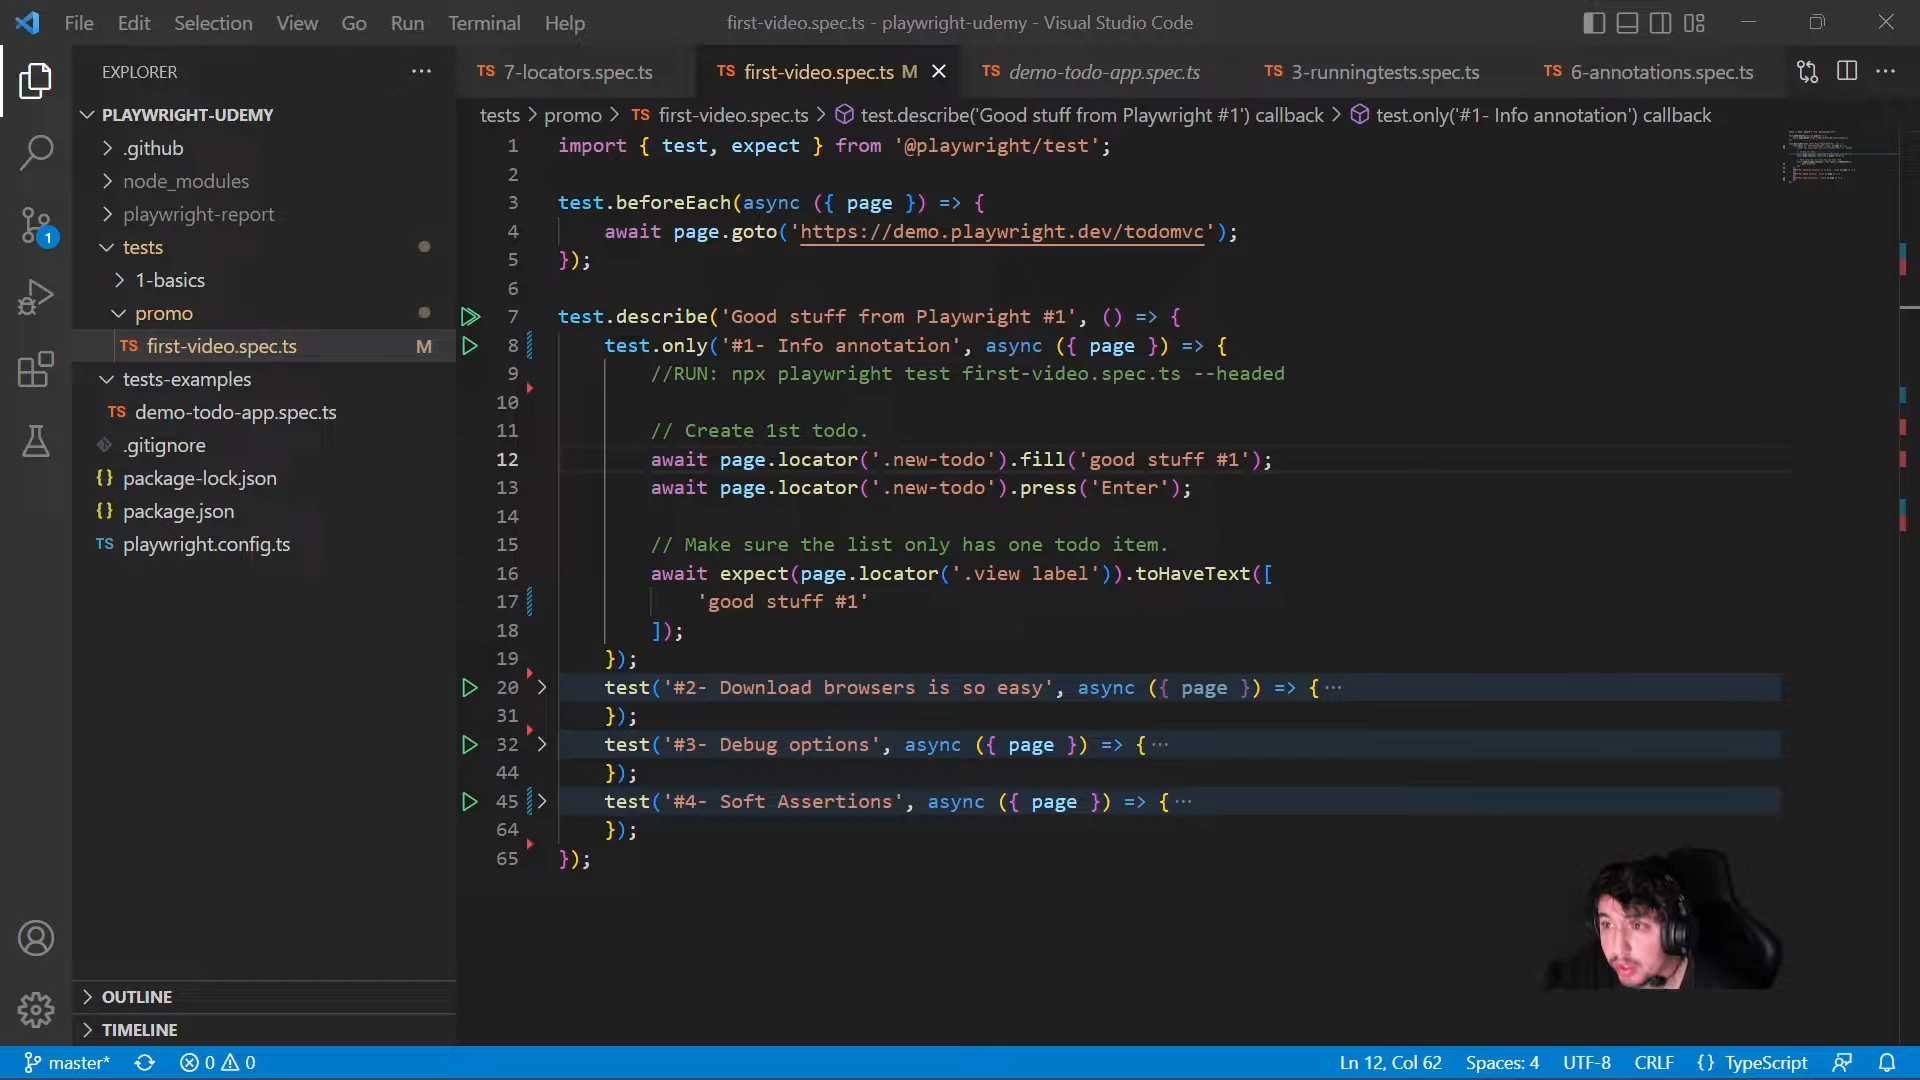 File Edit Selection View Go Run Terminal Help first-video.spec.ts - playwright-udemy - Visual Studio Code
EXPLORER
PLAYWRIGHT-UDEMY
.github
node_modules
playwright-report
tests
1-basics
promo
TS first-video.spec.ts M
tests-examples
TS demo-todo-app.spec.ts
.gitignore
{} package-lock.json
{} package.json
TS playwright.config.ts
OUTLINE
TIMELINE
1
TS 7-locators.spec.ts TS first-video.spec.ts M TS demo-todo-app.spec.ts TS 3-runningtests.spec.ts TS 6-annotations.spec.ts
tests > promo > TS first-video.spec.ts > test.describe('Good stuff from Playwright #1') callback > test.only('#1- Info annotation') callback
1 import { test, expect } from '@playwright/test';
2
3 test.beforeEach(async ({ page }) => {
4 await page.goto('https://demo.playwright.dev/todomvc');
5 });
6
7 test.describe('Good stuff from Playwright #1', () => {
8 test.only('#1- Info annotation', async ({ page }) => {
9 //RUN: npx playwright test first-video.spec.ts --headed
10
11 // Create 1st todo.
12 await page.locator('.new-todo').fill('good stuff #1');
13 await page.locator('.new-todo').press('Enter');
14
15 // Make sure the list only has one todo item.
16 await expect(page.locator('.view label')).toHaveText([
17 'good stuff #1'
18 ]);
19 });
20 test('#2- Download browsers is so easy', async ({ page }) => {⋯
31 });
32 test('#3- Debug options', async ({ page }) => {⋯
44 });
45 test('#4- Soft Assertions', async ({ page }) => {⋯
64 });
65 });
master* 0 0 Ln 12, Col 62 Spaces: 4 UTF-8 CRLF {} TypeScript